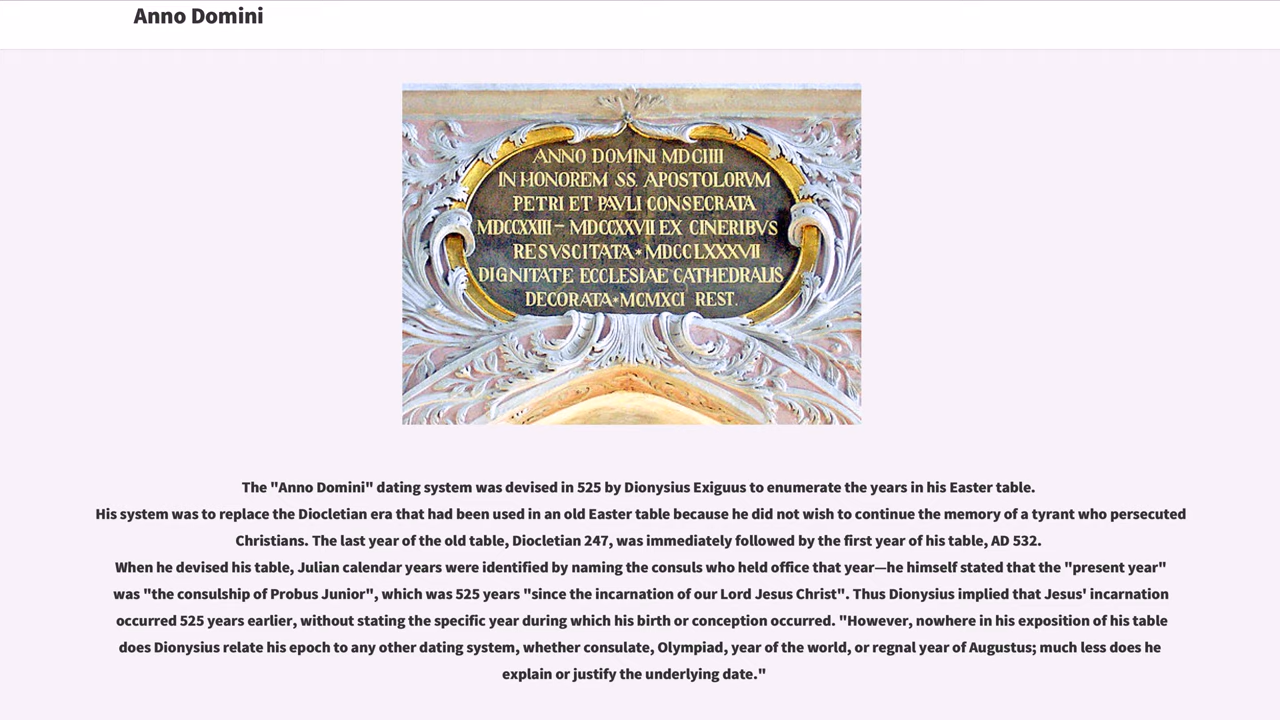 Anno Domini
ANNO DOMINI MDCIIII
IN HONOREM SS. APOSTOLORVM
PETRI ET PAVLI CONSECRATA
MDCCXXIII – MDCCXXVII EX CINERIBVS
RESVSCITATA*MDCCLXXXVII
DIGNITATE ECCLESIAE CATHEDRALIS
DECORATA*MCMXCI REST.
The "Anno Domini" dating system was devised in 525 by Dionysius Exiguus to enumerate the years in his Easter table.
His system was to replace the Diocletian era that had been used in an old Easter table because he did not wish to continue the memory of a tyrant who persecuted
Christians. The last year of the old table, Diocletian 247, was immediately followed by the first year of his table, AD 532.
When he devised his table, Julian calendar years were identified by naming the consuls who held office that year—he himself stated that the "present year"
was "the consulship of Probus Junior", which was 525 years "since the incarnation of our Lord Jesus Christ". Thus Dionysius implied that Jesus' incarnation
occurred 525 years earlier, without stating the specific year during which his birth or conception occurred. "However, nowhere in his exposition of his table
does Dionysius relate his epoch to any other dating system, whether consulate, Olympiad, year of the world, or regnal year of Augustus; much less does he
explain or justify the underlying date."